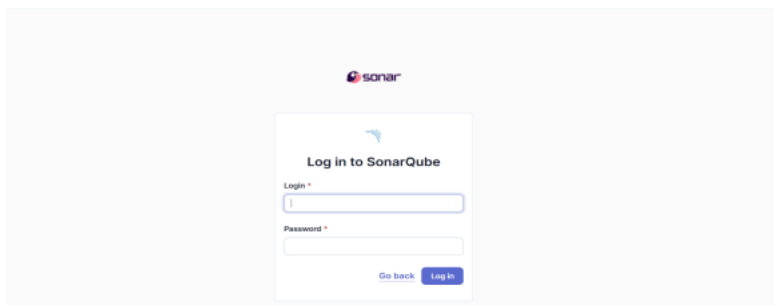 sonar
Log in to SonarQube
Login *
Password *
Go back Log in